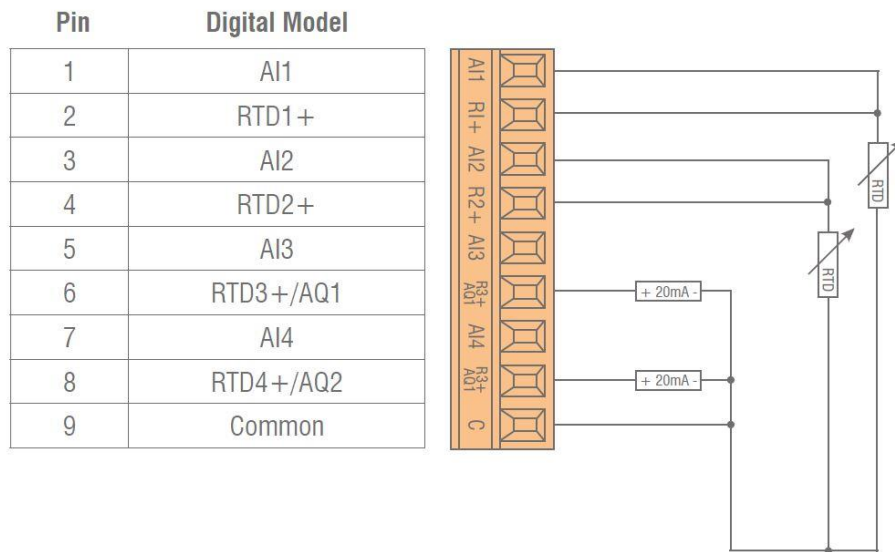 Pin Digital Model
1 AI1
2 RTD1+
3 AI2
4 RTD2+
5 AI3
6 RTD3+/AQ1
7 AI4
8 RTD4+/AQ2
9 Common
AI1
R1+
AI2
R2+
AI3
R3+
AQ1
AI4
R3+
AQ1
C
RTD
RTD
+ 20mA -
+ 20mA -